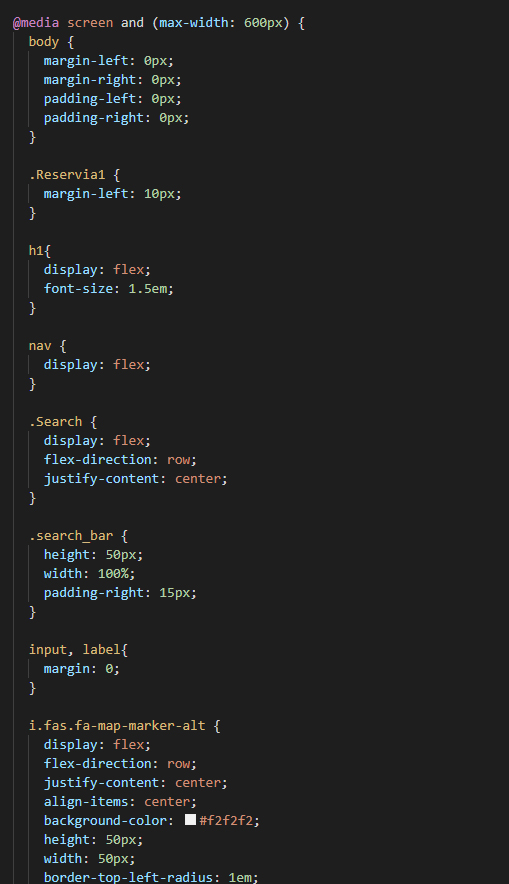 @media screen and (max-width: 600px) {
body {
margin-left: 0px;
margin-right: 0px;
padding-left: 0px;
padding-right: 0px;
}
.Reservia1 {
margin-left: 10px;
}
h1{
display: flex;
font-size: 1.5em;
}
nav {
display: flex;
}
.Search {
display: flex;
flex-direction: row;
justify-content: center;
}
.search_bar {
height: 50px;
width: 100%;
padding-right: 15px;
}
input, label{
margin: 0;
}
i.fas.fa-map-marker-alt {
display: flex;
flex-direction: row;
justify-content: center;
align-items: center;
background-color: #f2f2f2;
height: 50px;
width: 50px;
border-top-left-radius: 1em;